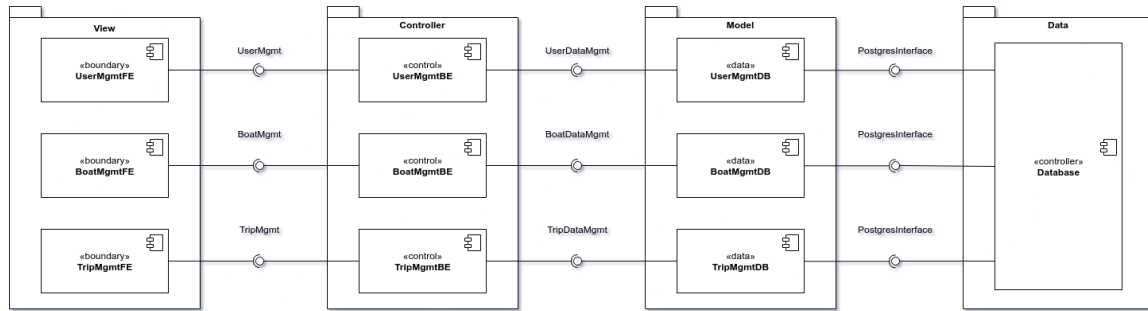 View
Controller
Model
Data
«boundary»
UserMgmtFE
UserMgmt
«control»
UserMgmtBE
UserDataMgmt
«data»
UserMgmtDB
PostgresInterface
«boundary»
BoatMgmtFE
BoatMgmt
«control»
BoatMgmtBE
BoatDataMgmt
«data»
BoatMgmtDB
PostgresInterface
«controller»
Database
«boundary»
TripMgmtFE
TripMgmt
«control»
TripMgmtBE
TripDataMgmt
«data»
TripMgmtDB
PostgresInterface